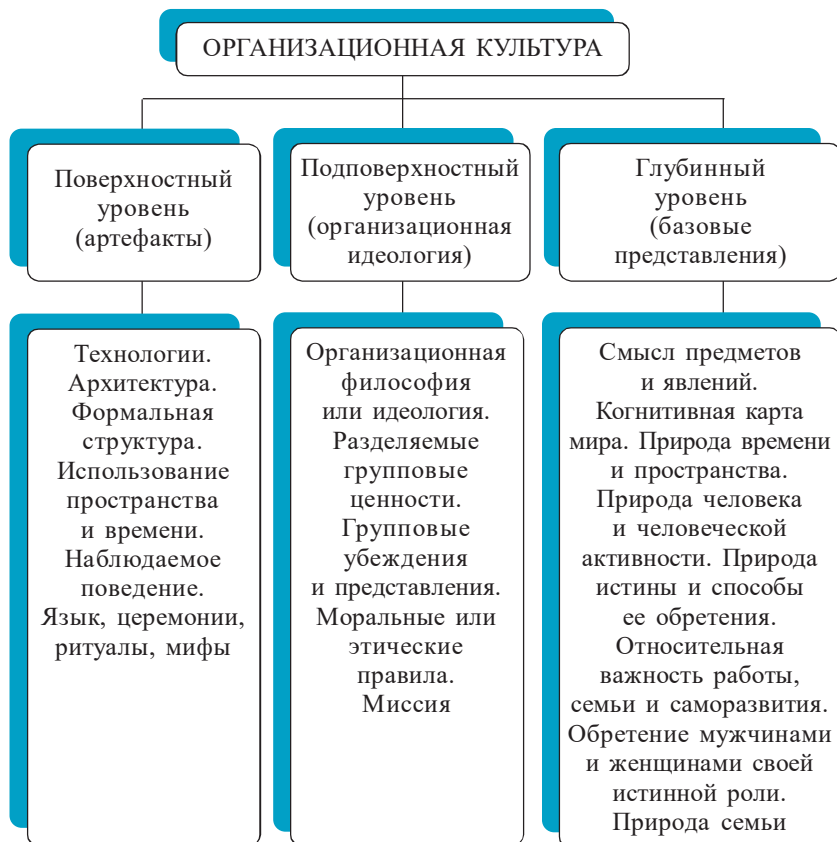 ОРГАНИЗАЦИОННАЯ КУЛЬТУРА
Поверхностный
уровень
(артефакты)
Подповерхностный
уровень
(организационная
идеология)
Глубинный
уровень
(базовые
представления)
Технологии.
Архитектура.
Формальная
структура.
Использование
пространства
и времени.
Наблюдаемое
поведение.
Язык, церемонии,
ритуалы, мифы
Организационная
философия
или идеология.
Разделяемые
групповые
ценности.
Групповые
убеждения
и представления.
Моральные или
этические
правила.
Миссия
Смысл предметов
и явлений.
Когнитивная карта
мира. Природа времени
и пространства.
Природа человека
и человеческой
активности. Природа
истины и способы
ее обретения.
Относительная
важность работы,
семьи и саморазвития.
Обретение мужчинами
и женщинами своей
истинной роли.
Природа семьи